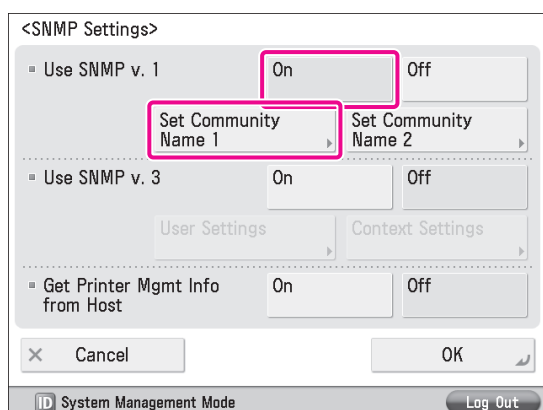 <SNMP Settings>
Use SNMP v. 1
On
Off
Set Community
Name 1
Set Community
Name 2
Use SNMP v. 3
On
Off
User Settings
Context Settings
Get Printer Mgmt Info
from Host
On
Off
Cancel
OK
ID System Management Mode
Log Out